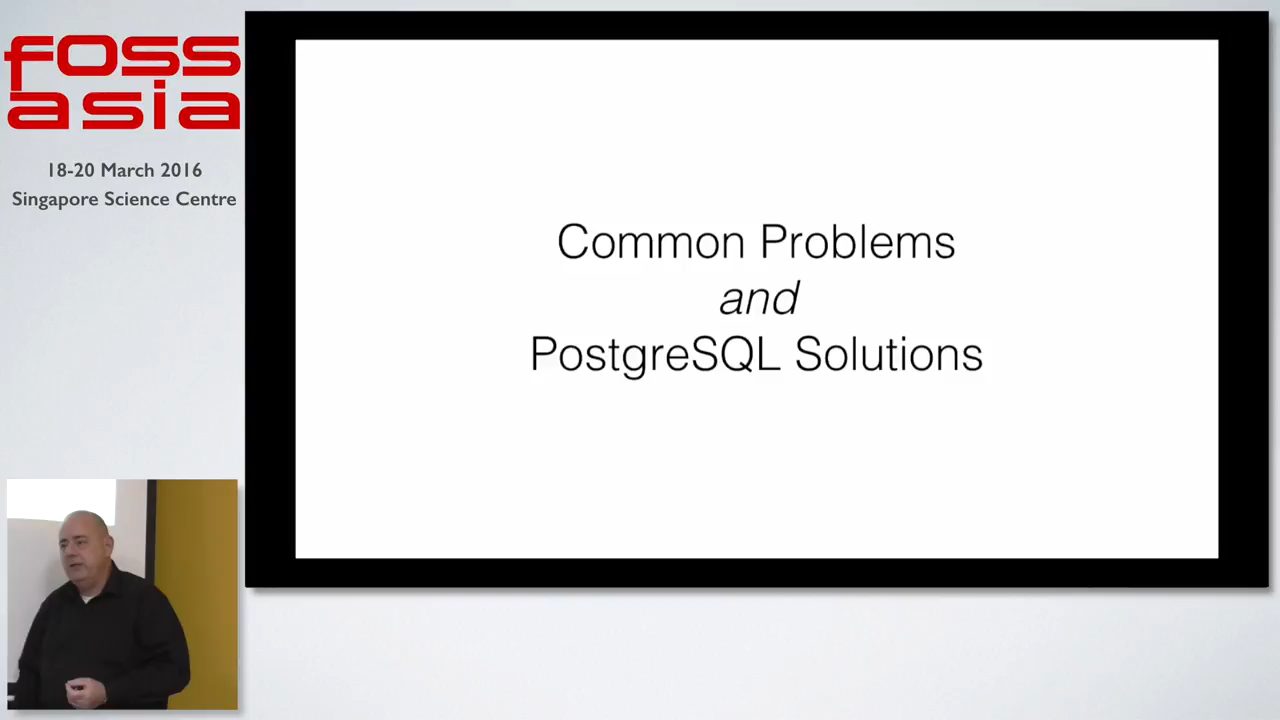 foss
asia
18-20 March 2016
Singapore Science Centre
Common Problems
and
PostgreSQL Solutions